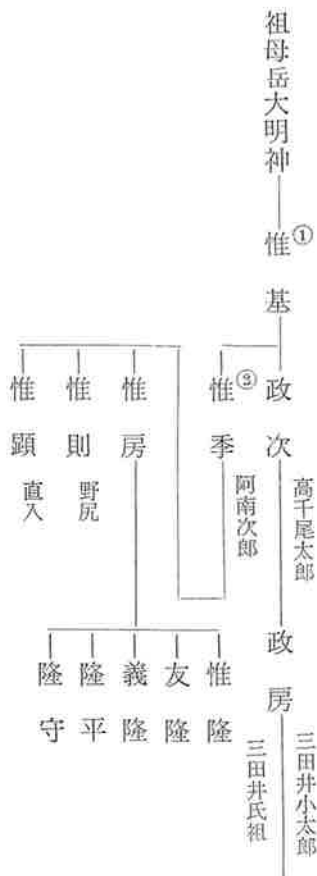 祖母岳大明神
①惟基
政次
高千尾太郎
政房
三田井小太郎
三田井氏祖
②惟季
阿南次郎
惟房
惟則
野尻
惟顕
直入
惟隆
友隆
義隆
隆平
隆守